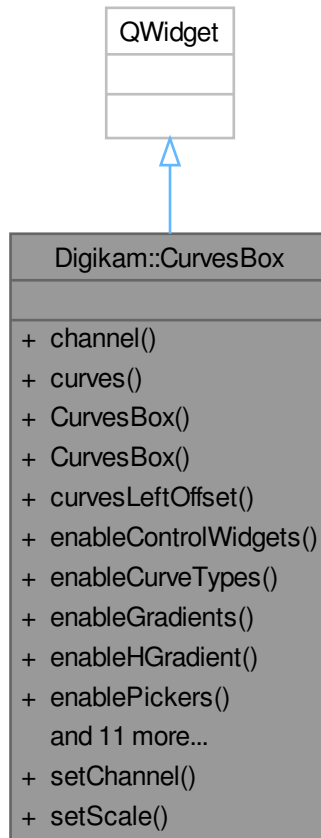 QWidget
Digikam::CurvesBox
+ channel()
+ curves()
+ CurvesBox()
+ CurvesBox()
+ curvesLeftOffset()
+ enableControlWidgets()
+ enableCurveTypes()
+ enableGradients()
+ enableHGradient()
+ enablePickers()
and 11 more...
+ setChannel()
+ setScale()